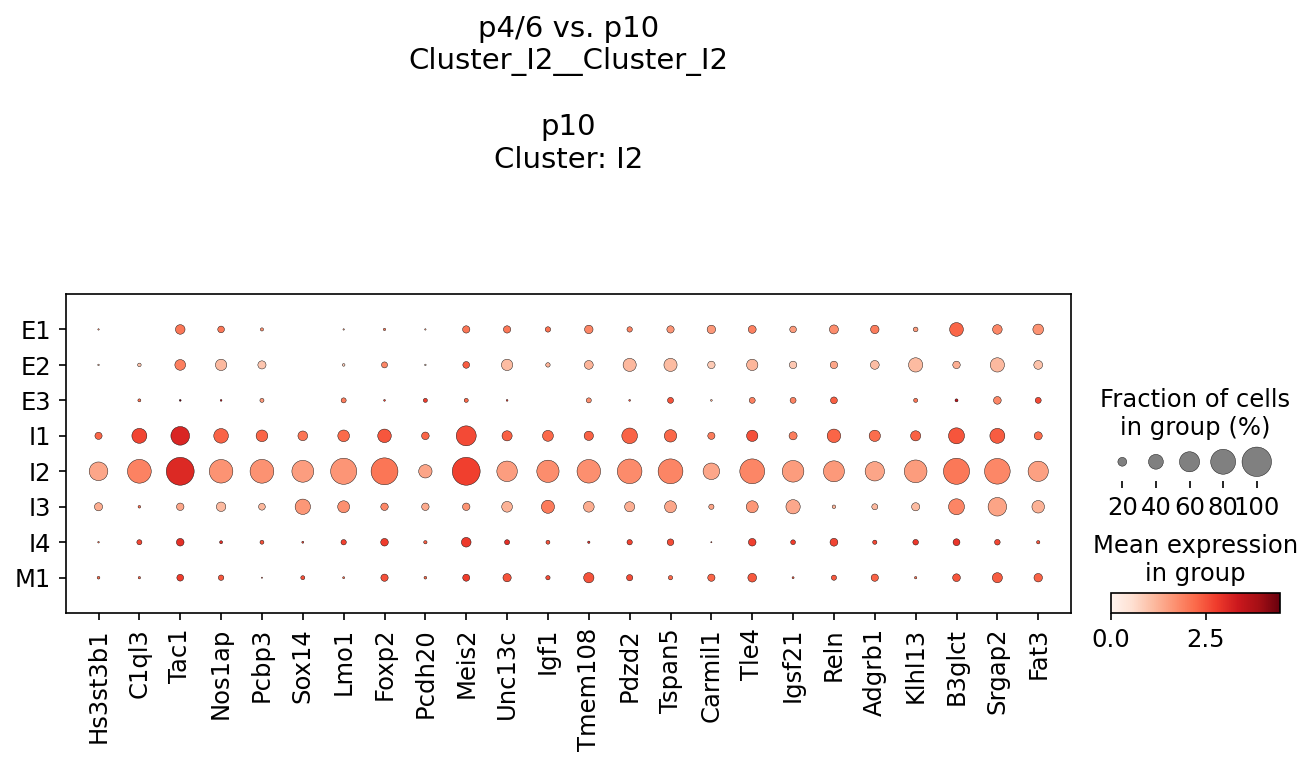 p4/6 vs. p10
Cluster_I2__Cluster_I2
p10
Cluster: I2
E1
E2
E3
I1
I2
I3
I4
M1
Hs3st3b1
C1ql3
Tac1
Nos1ap
Pcbp3
Sox14
Lmo1
Foxp2
Pcdh20
Meis2
Unc13c
Igf1
Tmem108
Pdzd2
Tspan5
Carmil1
Tle4
Igsf21
Reln
Adgrb1
Klhl13
B3glct
Srgap2
Fat3
Fraction of cells
in group (%)
20 40 60 80 100
Mean expression
in group
0.0 2.5